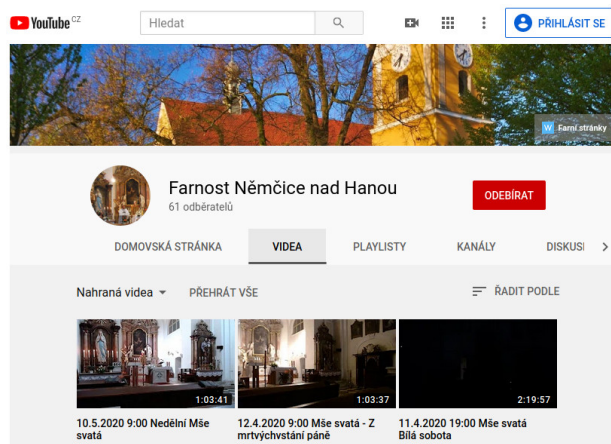 YouTube CZ
Hledat
PŘIHLÁSIT SE
W Farní stránky
Farnost Němčice nad Hanou
61 odběratelů
ODEBÍRAT
DOMOVSKÁ STRÁNKA VIDEA PLAYLISTY KANÁLY DISKUSI
Nahraná videa PŘEHRÁT VŠE ŘADIT PODLE
1:03:41 1:03:37 2:19:57
10.5.2020 9:00 Nedělní Mše
svatá
12.4.2020 9:00 Mše svatá - Z
mrtvýchvstání páně
11.4.2020 19:00 Mše svatá
Bílá sobota